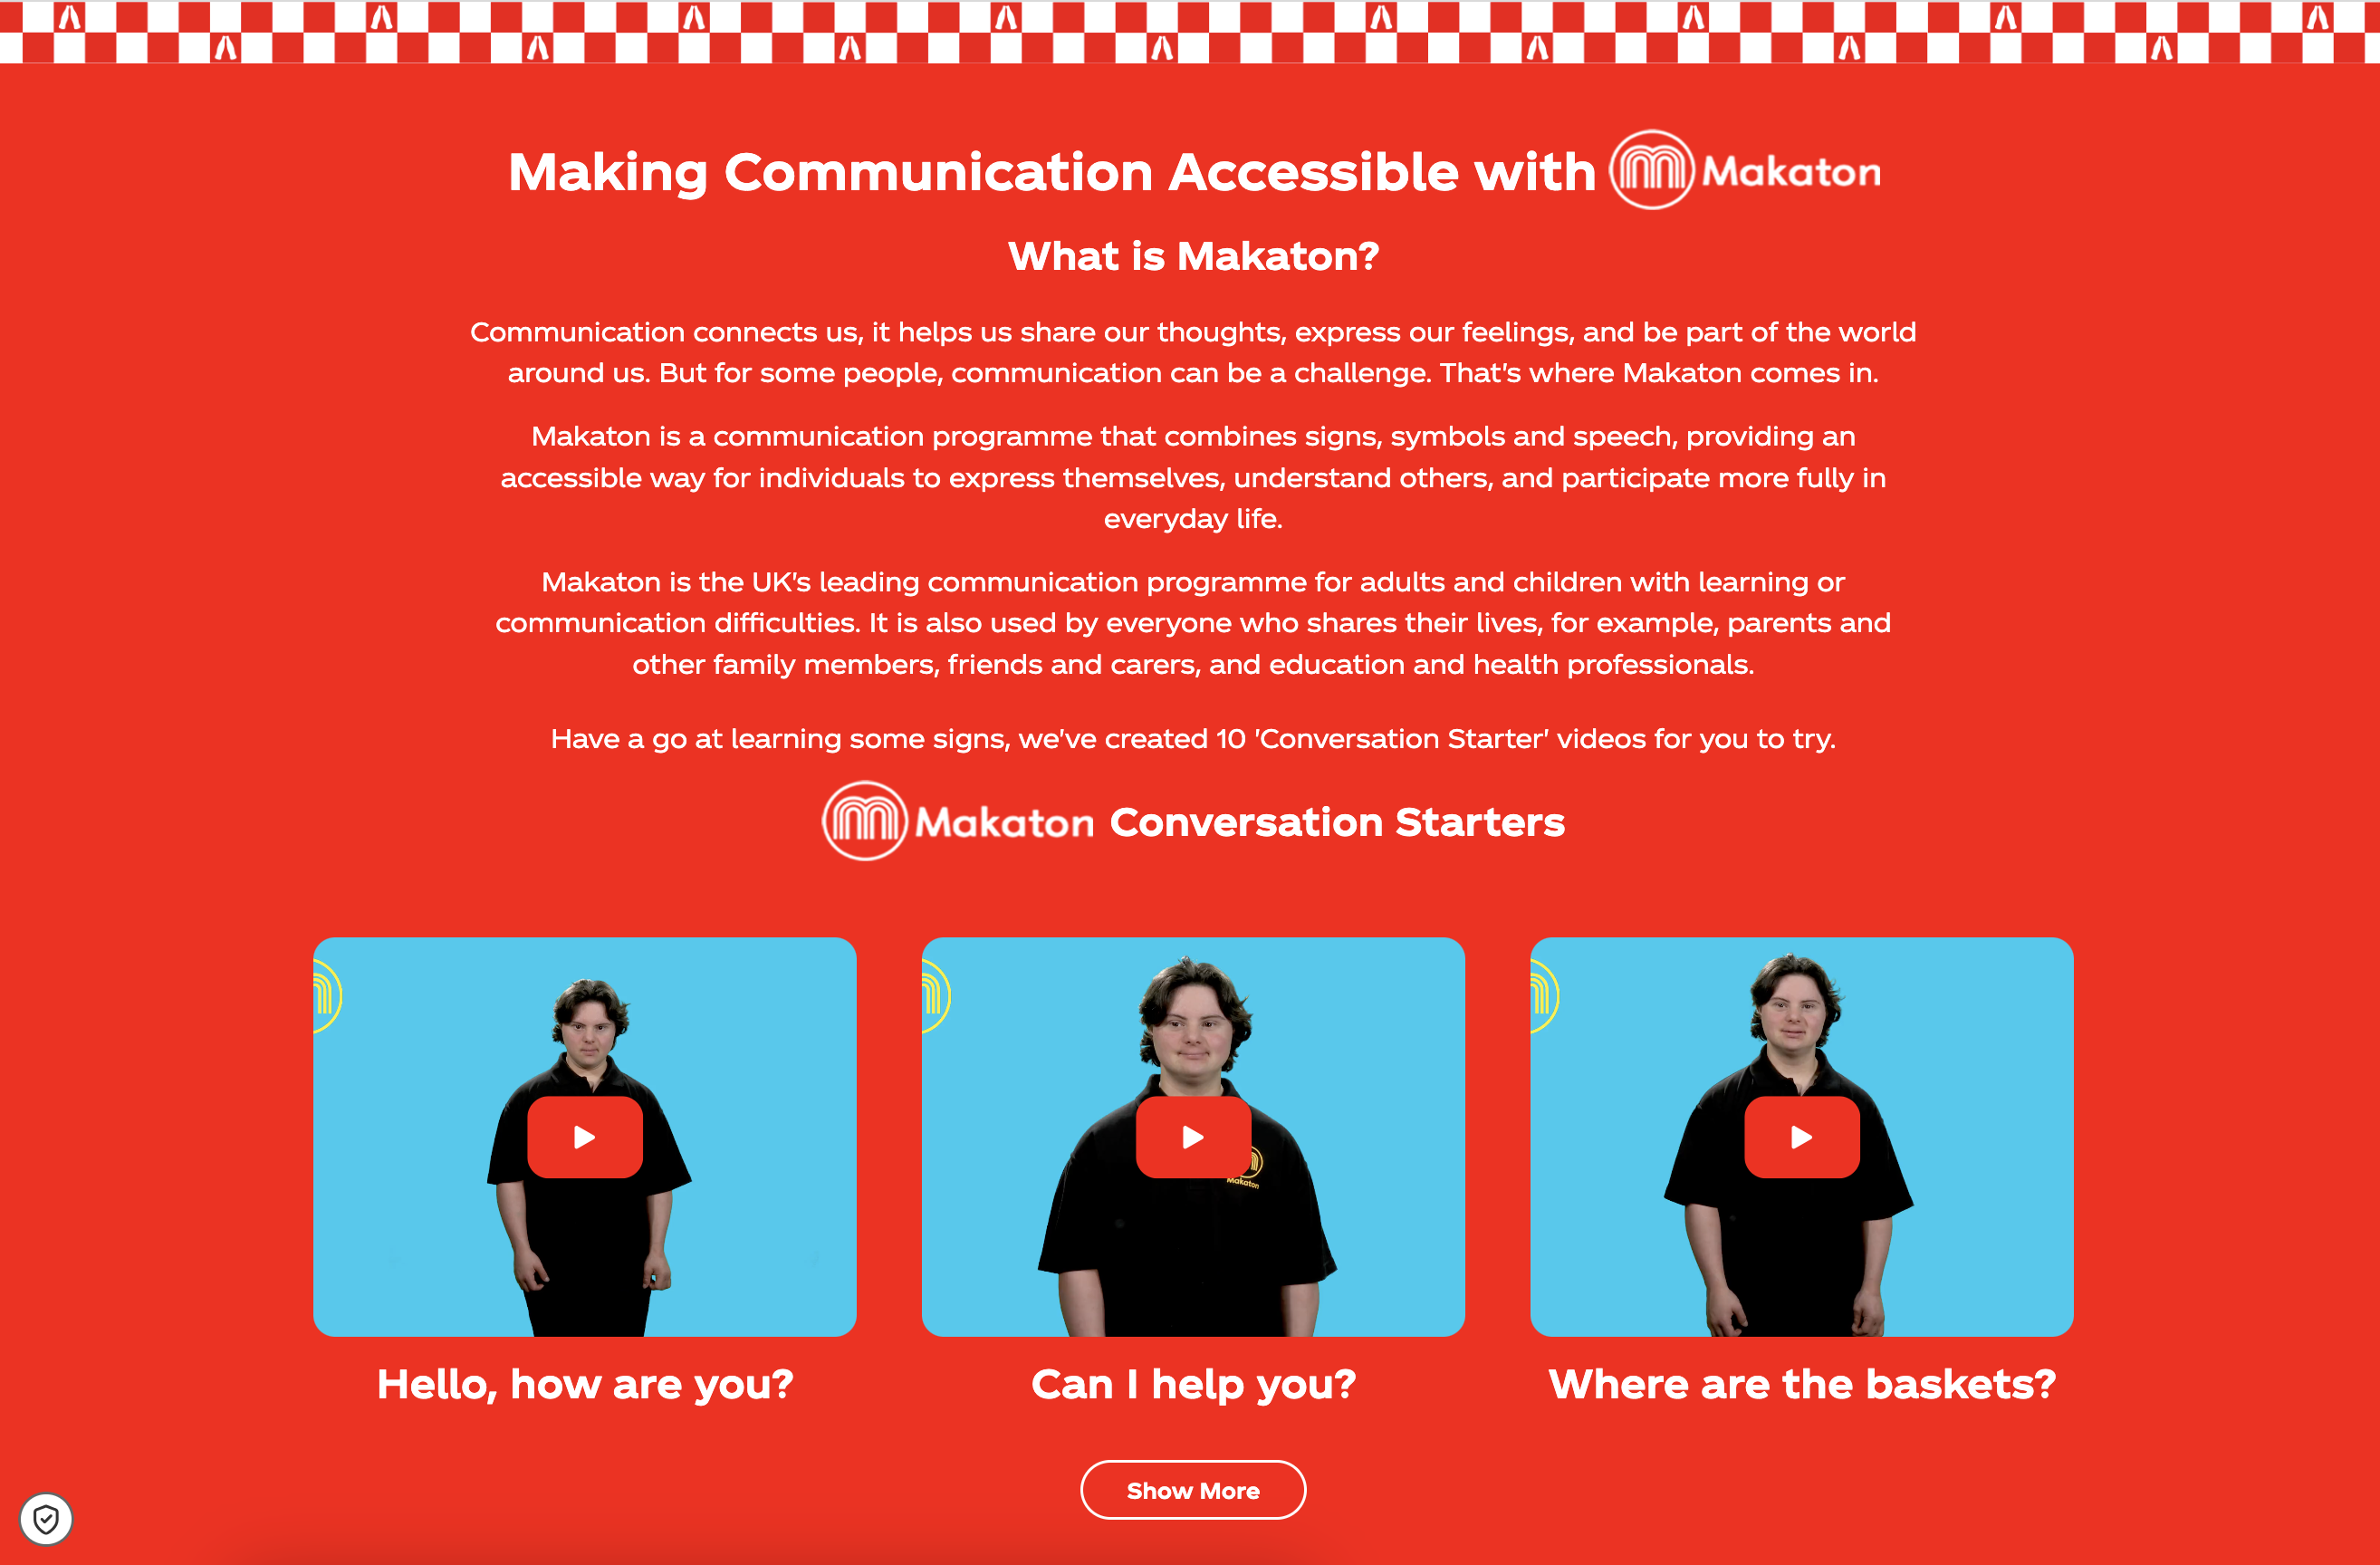 Making Communication Accessible with Makaton
What is Makaton?
Communication connects us, it helps us share our thoughts, express our feelings, and be part of the world
around us. But for some people, communication can be a challenge. That's where Makaton comes in.
Makaton is a communication programme that combines signs, symbols and speech, providing an
accessible way for individuals to express themselves, understand others, and participate more fully in
everyday life.
Makaton is the UK's leading communication programme for adults and children with learning or
communication difficulties. It is also used by everyone who shares their lives, for example, parents and
other family members, friends and carers, and education and health professionals.
Have a go at learning some signs, we've created 10 'Conversation Starter' videos for you to try.
Makaton Conversation Starters
Makaton
Hello, how are you?
Can I help you?
Where are the baskets?
Show More